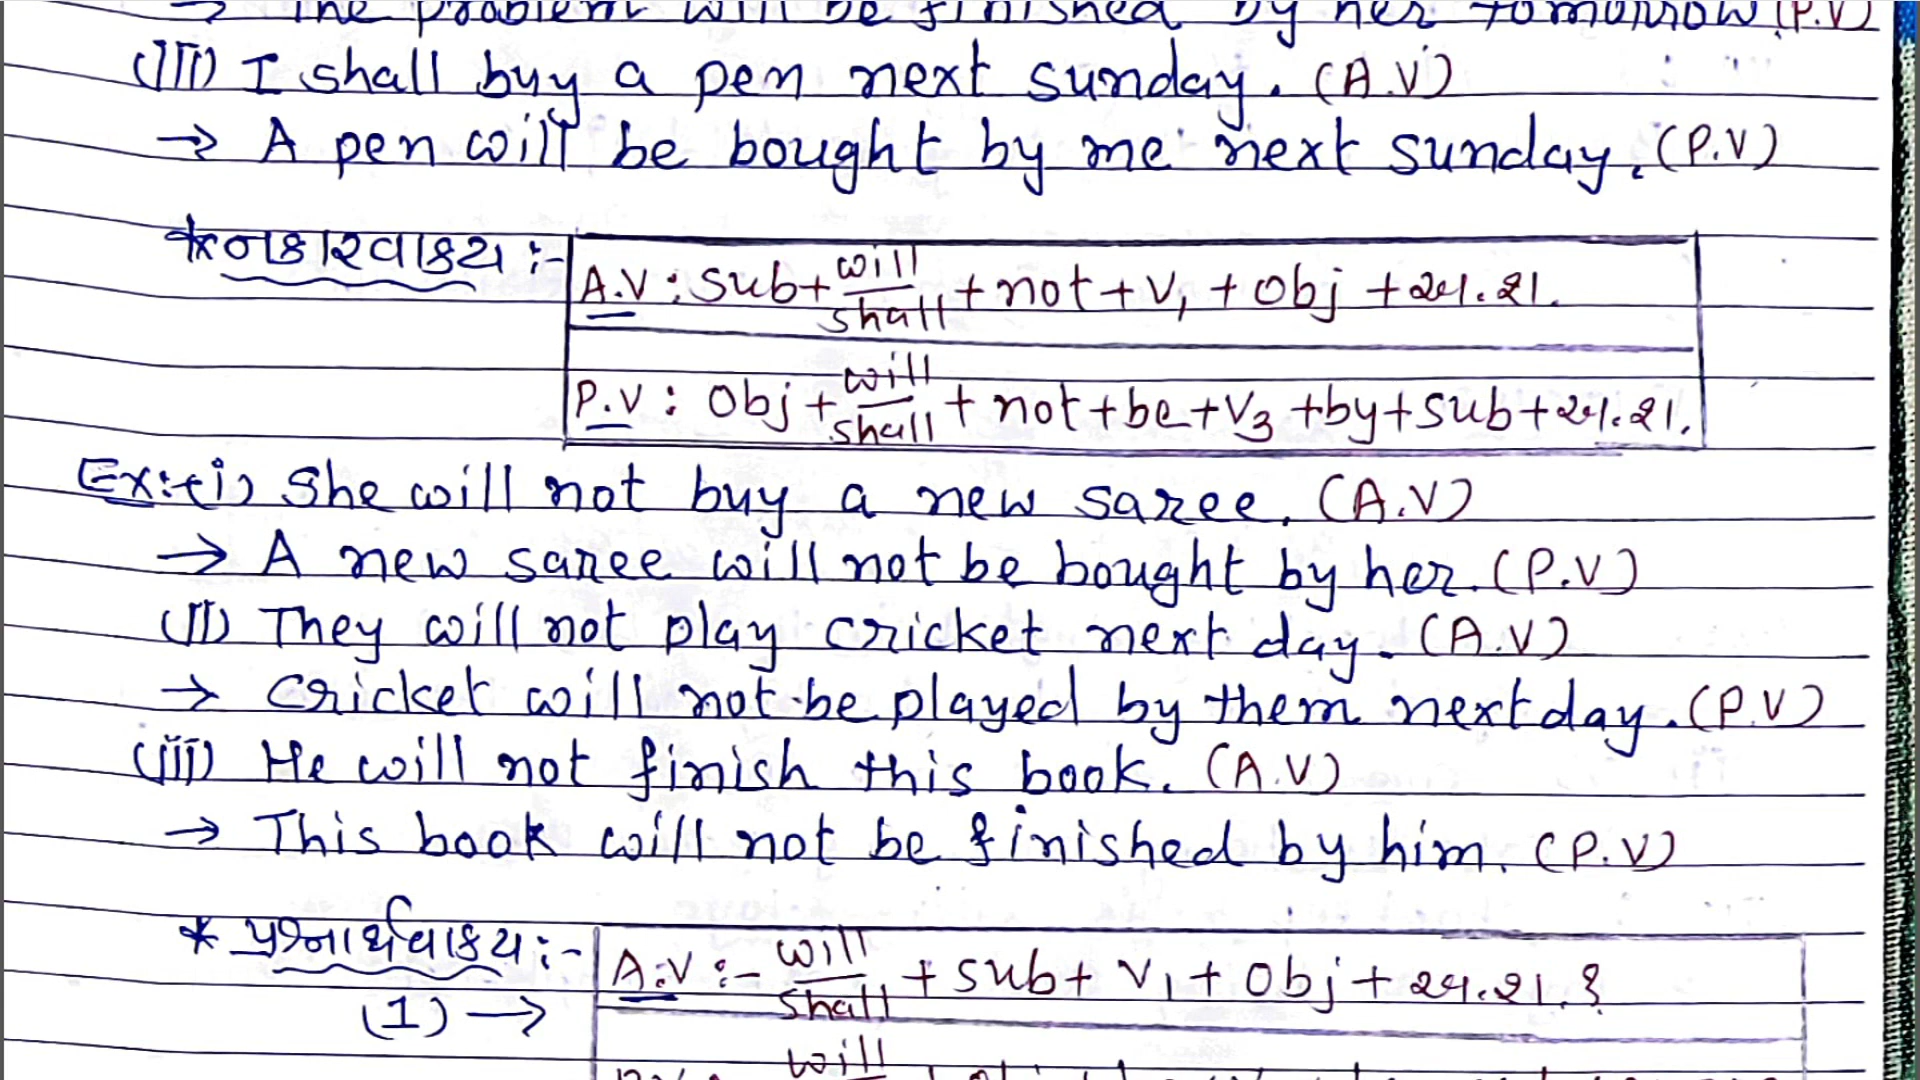 → The problem will be finished by her tomorrow (P.V)
(III) I shall buy a pen next sunday. (A.V)
→ A pen will be bought by me next sunday. (P.V)
* નાકારવાક્ય :-
A.V : Sub + will/shall + not + V1 + Obj + અ.શ.
P.V : Obj + will/shall + not + be + V3 + by + sub + અ.શ.
Ex:- (i) She will not buy a new saree. (A.V)
→ A new saree will not be bought by her. (P.V)
(II) They will not play cricket next day. (A.V)
→ Cricket will not be played by them next day. (P.V)
(III) He will not finish this book. (A.V)
→ This book will not be finished by him. (P.V)
* પ્રશ્નાર્થવાક્ય :-
(1) →
A.V :- will/shall + sub + V1 + Obj + અ.શ.?
will